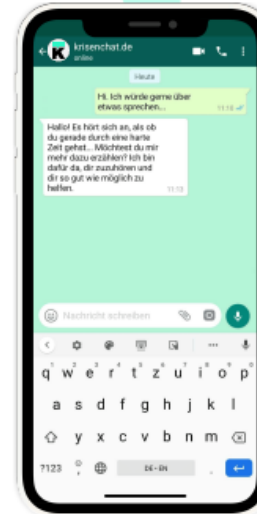 krisenchat.de
online
Heute
Hi. Ich würde gerne über
etwas sprechen...
11:10
Hallo! Es hört sich an, als ob
du gerade durch eine harte
Zeit gehst... Möchtest du mir
mehr dazu erzählen? Ich bin
dafür da, dir zuzuhören und
dir so gut wie möglich zu
helfen.
11:13
Nachricht schreiben
q w e r t z u i o p
a s d f g h j k l
y x c v b n m
?123 , DE • EN .